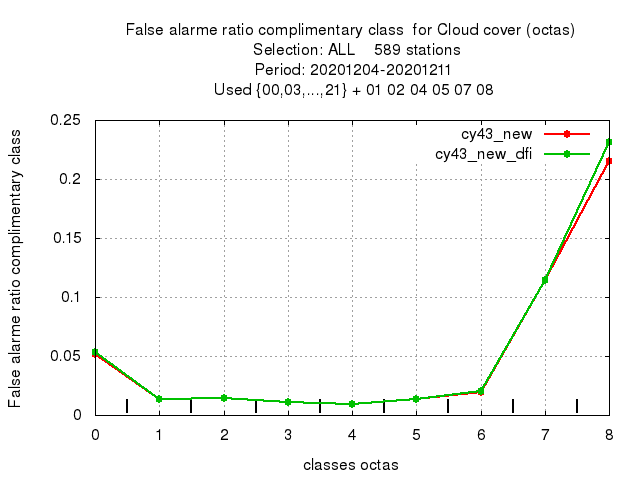 False alarme ratio complimentary class  for Cloud cover (octas)
Selection: ALL    589 stations
Period: 20201204-20201211
Used {00,03,...,21} + 01 02 04 05 07 08
cy43_new
cy43_new_dfi
False alarme ratio complimentary class
0.25
0.2
0.15
0.1
0.05
0
0 1 2 3 4 5 6 7 8
classes octas